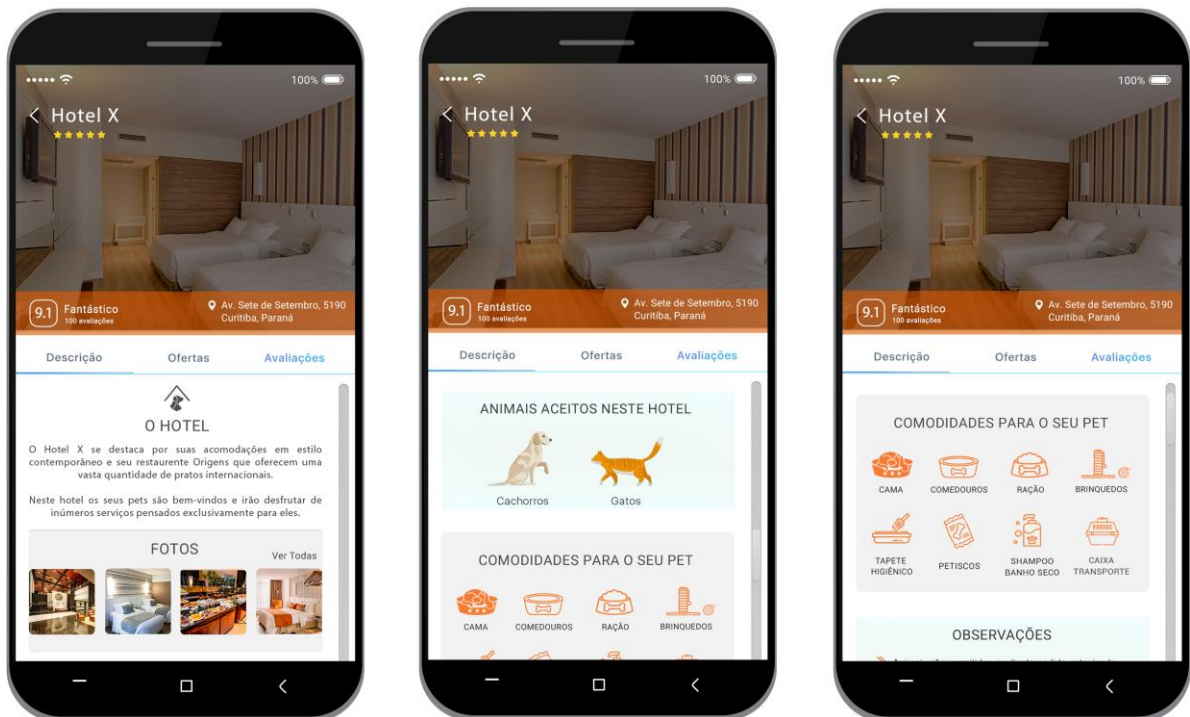 100%
Hotel X
9.1
Fantástico
100 avaliações
Av. Sete de Setembro, 5190
Curitiba, Paraná
Descrição
Ofertas
Avaliações
O HOTEL
O Hotel X se destaca por suas acomodações em estilo
contemporâneo e seu restaurente Origens que oferecem uma
vasta quantidade de pratos internacionais.
Neste hotel os seus pets são bem-vindos e irão desfrutar de
inúmeros serviços pensados exclusivamente para eles.
FOTOS
Ver Todas
100%
Hotel X
9.1
Fantástico
100 avaliações
Av. Sete de Setembro, 5190
Curitiba, Paraná
Descrição
Ofertas
Avaliações
ANIMAIS ACEITOS NESTE HOTEL
Cachorros
Gatos
COMODIDADES PARA O SEU PET
CAMA
COMEDOUROS
RAÇÃO
BRINQUEDOS
100%
Hotel X
9.1
Fantástico
100 avaliações
Av. Sete de Setembro, 5190
Curitiba, Paraná
Descrição
Ofertas
Avaliações
COMODIDADES PARA O SEU PET
CAMA
COMEDOUROS
RAÇÃO
BRINQUEDOS
TAPETE
HIGIÊNICO
PETISCOS
SHAMPOO
BANHO SECO
CAIXA
TRANSPORTE
OBSERVAÇÕES